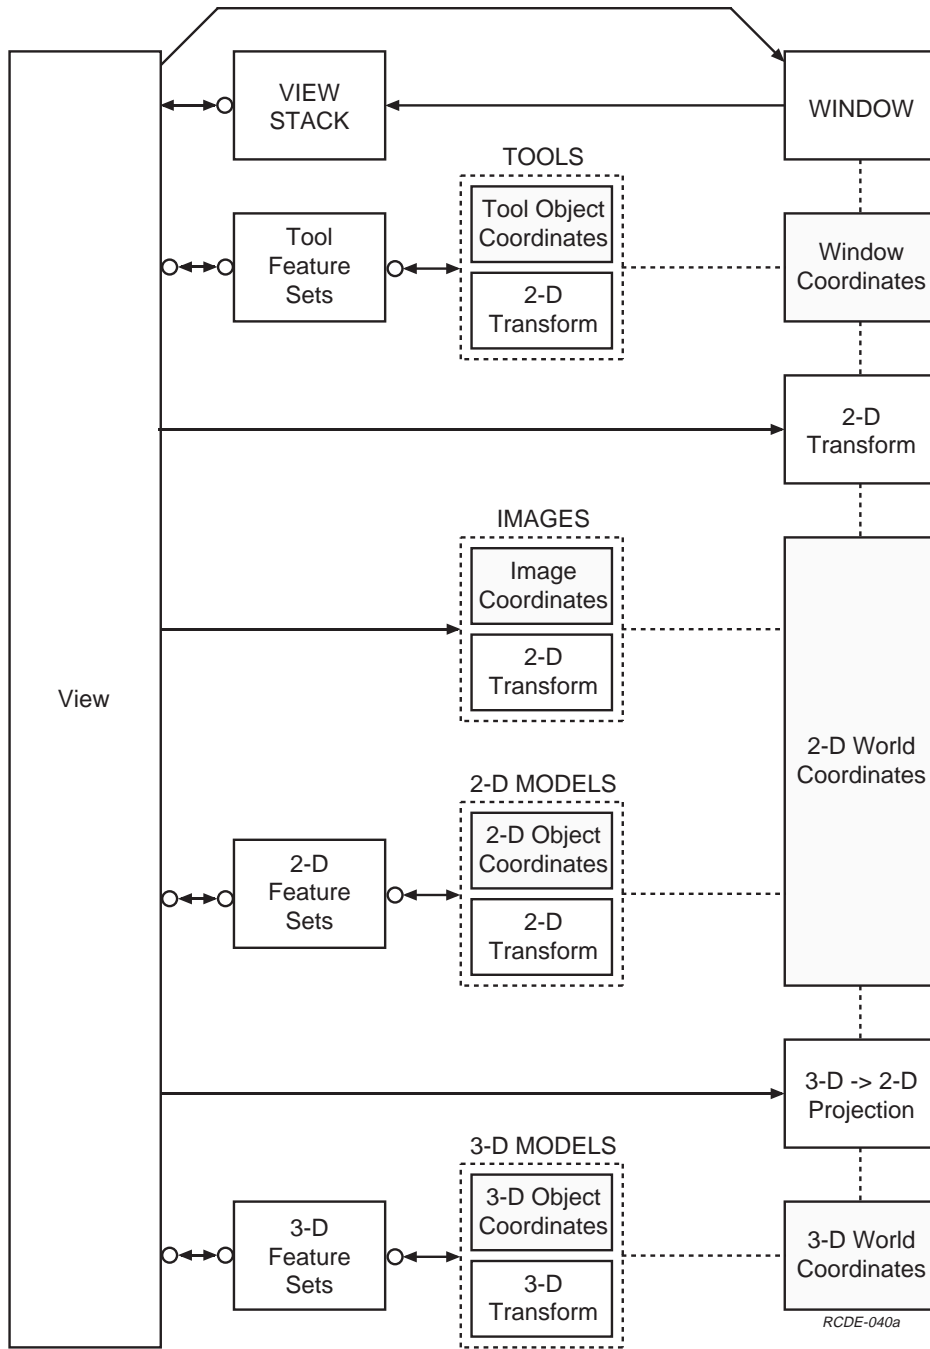 VIEW
STACK
WINDOW
TOOLS
Tool Object
Coordinates
Tool
Feature
Sets
2-D
Transform
Window
Coordinates
2-D
Transform
IMAGES
Image
Coordinates
2-D
Transform
View
2-D World
Coordinates
2-D MODELS
2-D Object
Coordinates
2-D
Feature
Sets
2-D
Transform
3-D -> 2-D
Projection
3-D MODELS
3-D Object
Coordinates
3-D
Feature
Sets
3-D
Transform
3-D World
Coordinates
RCDE-040a